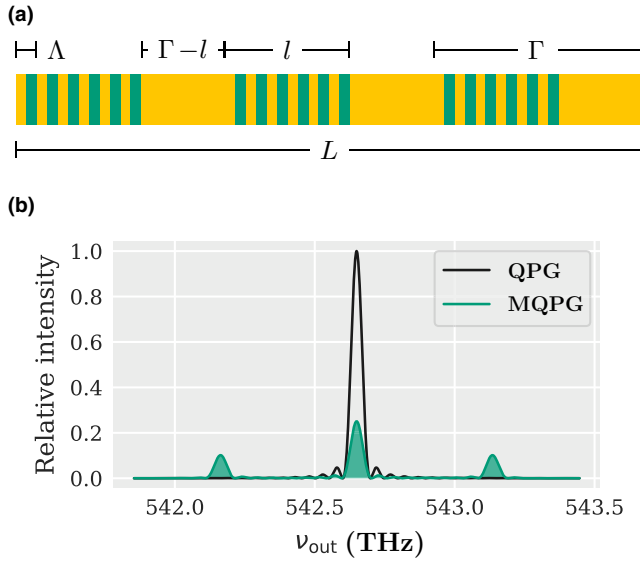 (a)
Λ Γ−l l Γ
L
(b)
Relative intensity
1.0
0.8
0.6
0.4
0.2
0.0
QPG
MQPG
542.0 542.5 543.0 543.5
νout (THz)